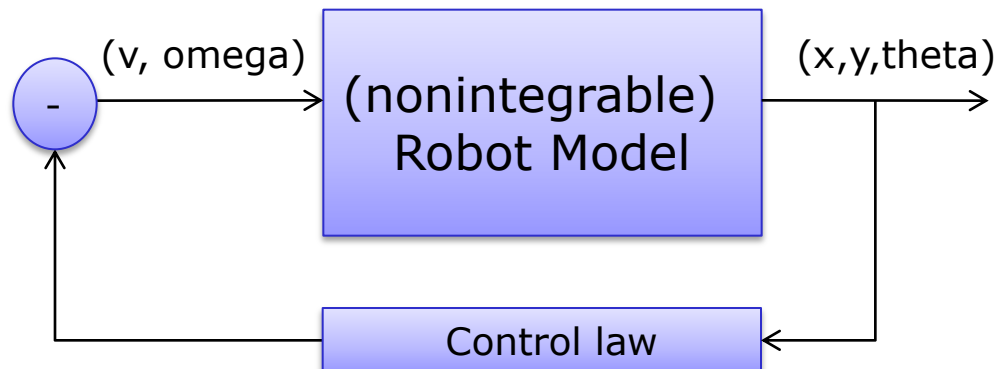 (v, omega)
(x,y,theta)
-
(nonintegrable)
Robot Model
Control law